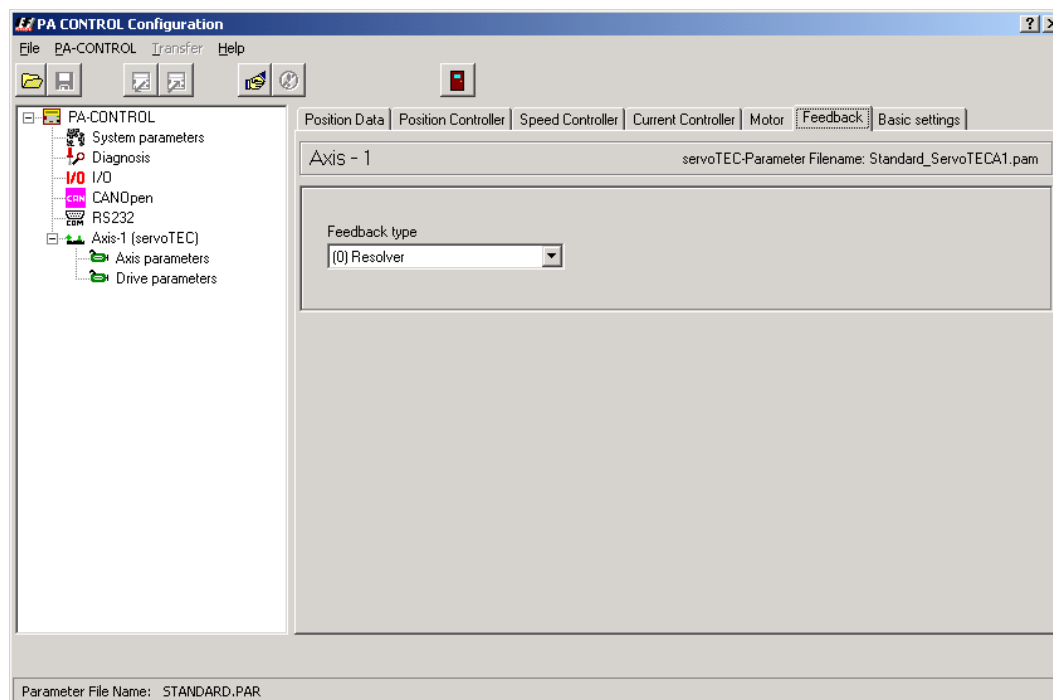 PA CONTROL Configuration
File PA-CONTROL Transfer Help
PA-CONTROL
System parameters
Diagnosis
I/O I/O
CAN CANOpen
COM RS232
Axis-1 (servoTEC)
Axis parameters
Drive parameters
Position Data Position Controller Speed Controller Current Controller Motor Feedback Basic settings
Axis - 1 servoTEC-Parameter Filename: Standard_ServoTECA1.pam
Feedback type
(0) Resolver
Parameter File Name: STANDARD.PAR